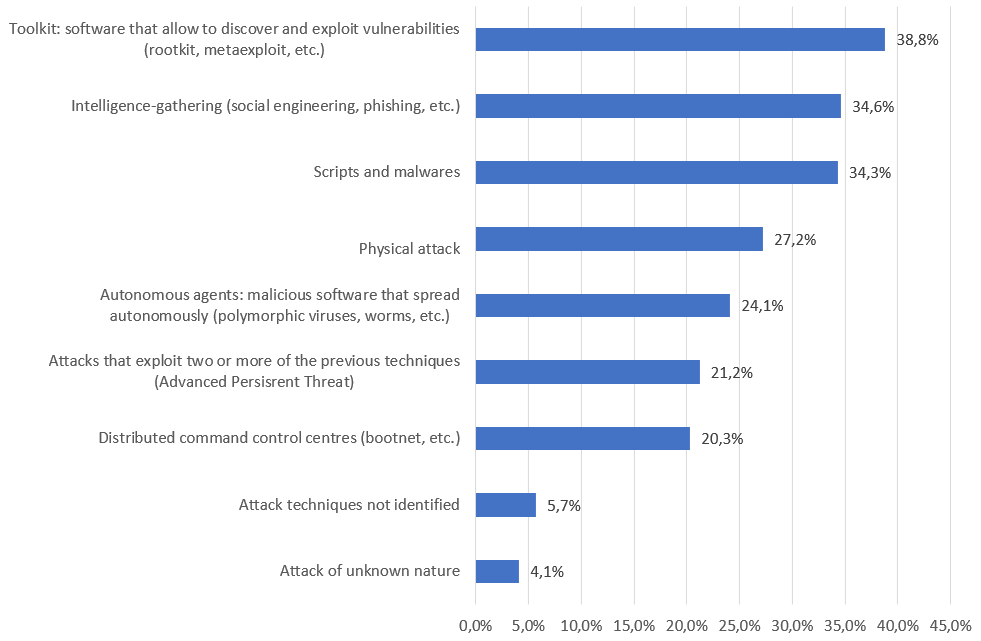 Toolkit: software that allow to discover and exploit vulnerabilities
(rootkit, metaexploit, etc.)
38,8%
Intelligence-gathering (social engineering, phishing, etc.)
34,6%
Scripts and malwares
34,3%
Physical attack
27,2%
Autonomous agents: malicious software that spread
autonomously (polymorphic viruses, worms, etc.)
24,1%
Attacks that exploit two or more of the previous techniques
(Advanced Persisrent Threat)
21,2%
Distributed command control centres (bootnet, etc.)
20,3%
Attack techniques not identified
5,7%
Attack of unknown nature
4,1%
0,0% 5,0% 10,0% 15,0% 20,0% 25,0% 30,0% 35,0% 40,0% 45,0%